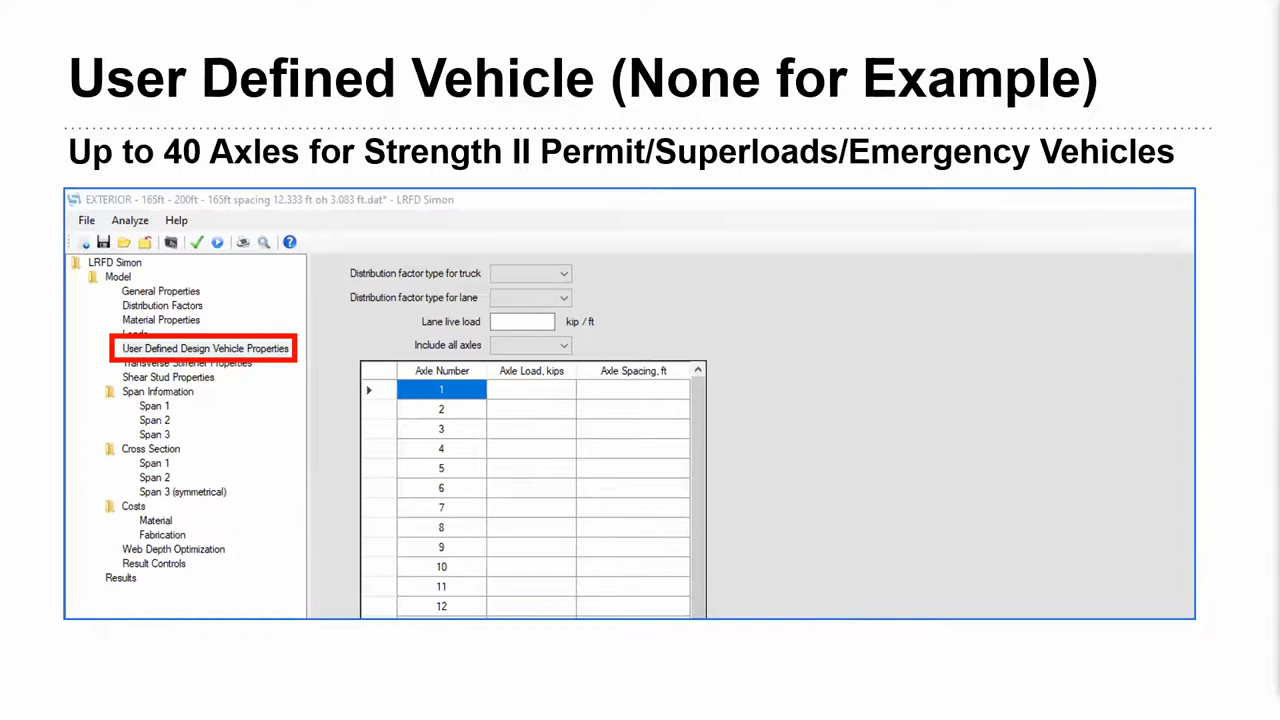 User Defined Vehicle (None for Example)
Up to 40 Axles for Strength II Permit/Superloads/Emergency Vehicles
EXTERIOR - 165ft - 200ft - 165ft spacing 12.333 ft oh 3.083 ft.dat* - LRFD Simon
File Analyze Help
LRFD Simon
Model
General Properties
Distribution Factors
Material Properties
Loads
User Defined Design Vehicle Properties
Transverse Stiffener Properties
Shear Stud Properties
Span Information
Span 1
Span 2
Span 3
Cross Section
Span 1
Span 2
Span 3 (symmetrical)
Costs
Material
Fabrication
Web Depth Optimization
Result Controls
Results
Distribution factor type for truck
Distribution factor type for lane
Lane live load kip / ft
Include all axles
Axle Number Axle Load, kips Axle Spacing, ft
1
2
3
4
5
6
7
8
9
10
11
12